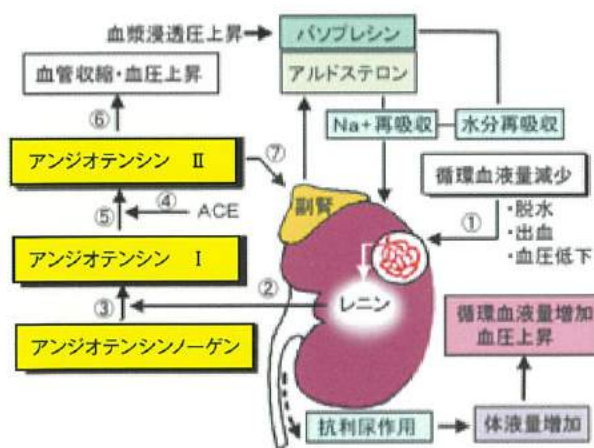 血漿浸透圧上昇
バソプレシン
アルドステロン
血管収縮・血圧上昇
⑥
Na+再吸収
水分再吸収
アンジオテンシン Ⅱ
⑦
循環血液量減少
・脱水
・出血
・血圧低下
①
副腎
④
ACE
⑤
アンジオテンシン Ⅰ
②
レニン
③
アンジオテンシンノーゲン
循環血液量増加
血圧上昇
抗利尿作用
体液量増加